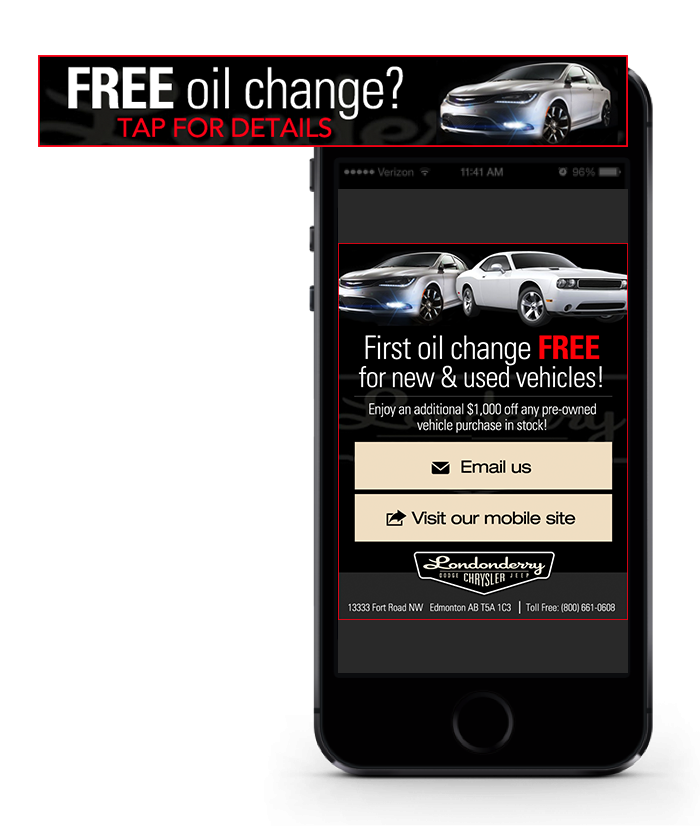 FREE oil change?
TAP FOR DETAILS
Verizon 11:41 AM 96%
First oil change FREE
for new & used vehicles!
Enjoy an additional $1,000 off any pre-owned
vehicle purchase in stock!
Email us
Visit our mobile site
Londonderry
DODGE CHRYSLER JEEP
13333 Fort Road NW Edmonton AB T5A 1C3 | Toll Free: (800) 661-0608